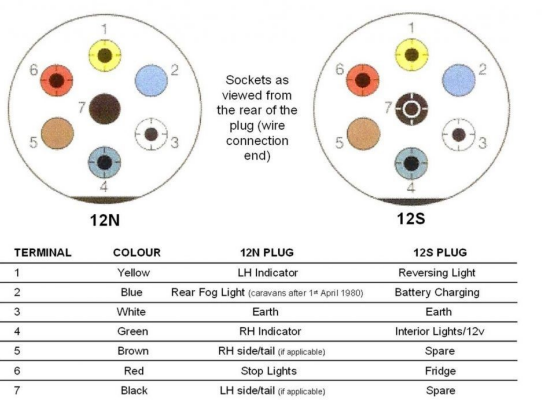 1
6
2
7
5
3
4
12N
Sockets as
viewed from
the rear of the
plug (wire
connection
end)
1
6
2
7
5
3
4
12S
TERMINAL COLOUR 12N PLUG 12S PLUG
1 Yellow LH Indicator Reversing Light
2 Blue Rear Fog Light (caravans after 1st April 1980) Battery Charging
3 White Earth Earth
4 Green RH Indicator Interior Lights/12v
5 Brown RH side/tail (if applicable) Spare
6 Red Stop Lights Fridge
7 Black LH side/tail (if applicable) Spare